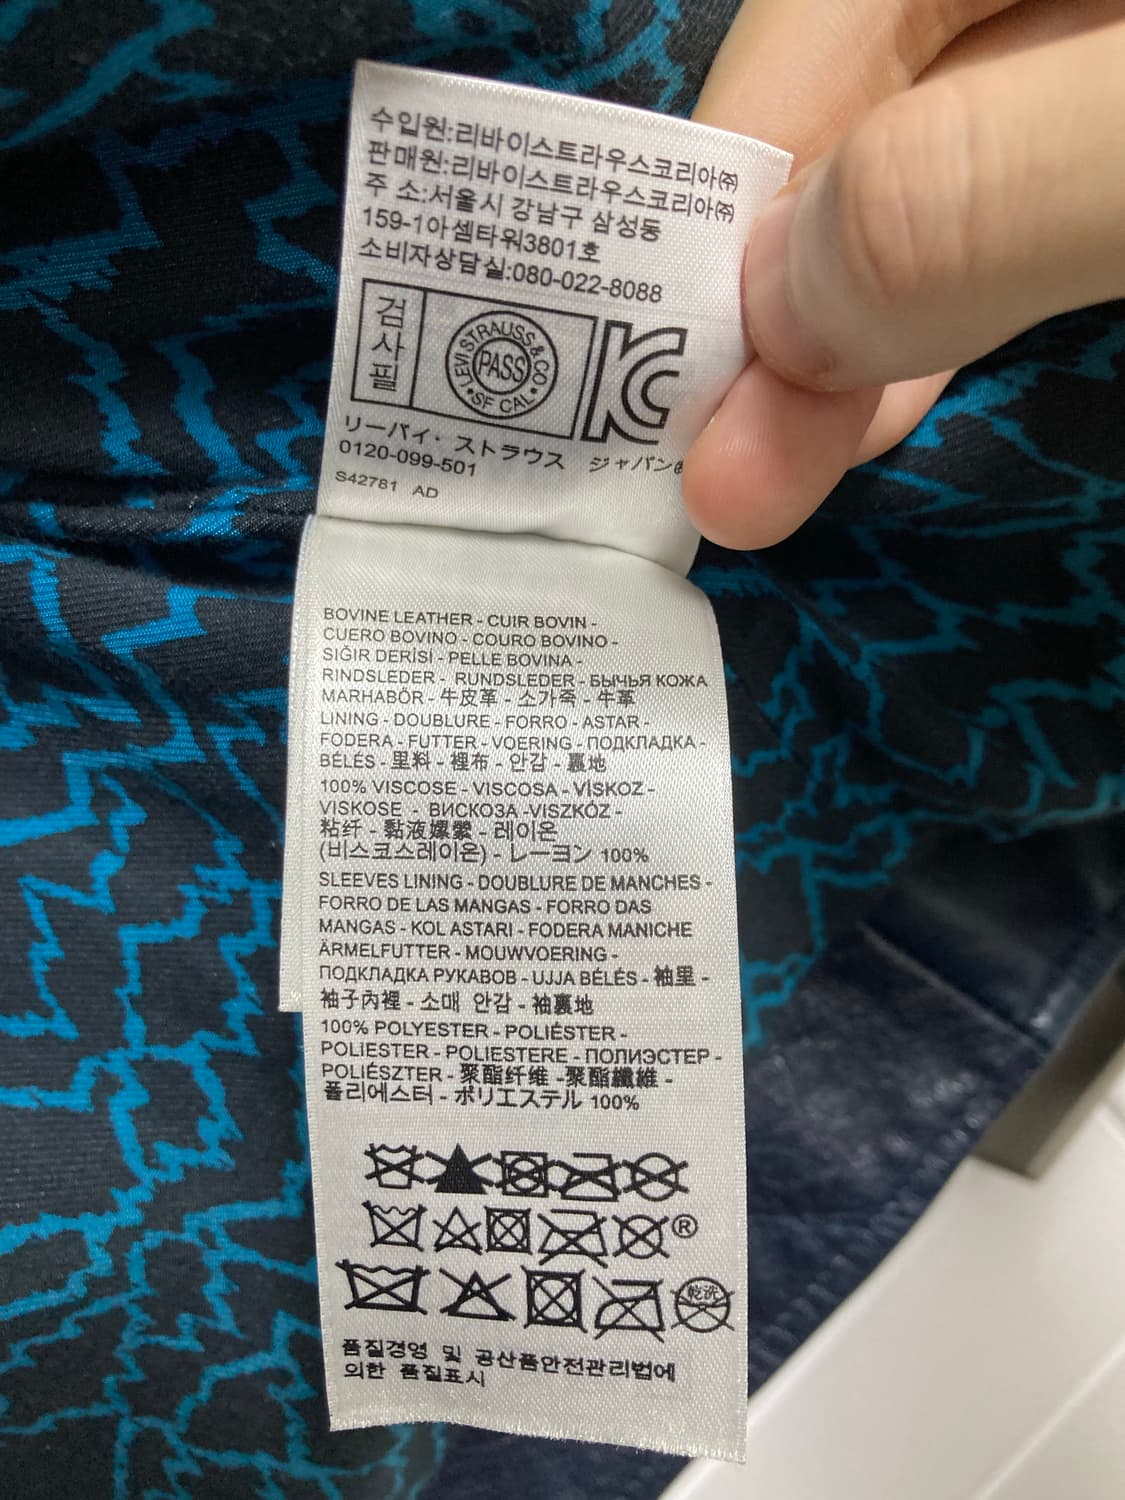 수입원:리바이스트라우스코리아㈜
판매원:리바이스트라우스코리아㈜
주 소:서울시 강남구 삼성동
159-1아셈타워3801호
소비자상담실:080-022-8088
검사필
LEVI STRAUSS & CO.
PASS
SF CAL
リーバイ・ストラウス ジャパン
0120-099-501
S42781 AD
BOVINE LEATHER - CUIR BOVIN -
CUERO BOVINO - COURO BOVINO -
SIĞIR DERİSİ - PELLE BOVINA -
RINDSLEDER - RUNDSLEDER - БЫЧЬЯ КОЖА
MARHABŐR - 牛皮革 - 소가죽 - 牛革
LINING - DOUBLURE - FORRO - ASTAR -
FODERA - FUTTER - VOERING - ПОДКЛАДКА -
BÉLÉS - 里料 - 裡布 - 안감 - 裏地
100% VISCOSE - VISCOSA - VİSKOZ -
VISKOSE - ВИСКОЗА -VISZKÓZ -
粘纤 - 黏液嫘縈 - 레이온
(비스코스레이온) - レーヨン 100%
SLEEVES LINING - DOUBLURE DE MANCHES -
FORRO DE LAS MANGAS - FORRO DAS
MANGAS - KOL ASTARI - FODERA MANICHE
ÄRMELFUTTER - MOUWVOERING -
ПОДКЛАДКА РУКАВОВ - UJJA BÉLÉS - 袖里 -
袖子內裡 - 소매 안감 - 袖裏地
100% POLYESTER - POLIÉSTER -
POLIESTER - POLIESTERE - ПОЛИЭСТЕР -
POLIÉSZTER - 聚酯纤维 -聚酯纖維 -
폴리에스터 - ポリエステル 100%
®
乾洗
품질경영 및 공산품안전관리법에
의한 품질표시